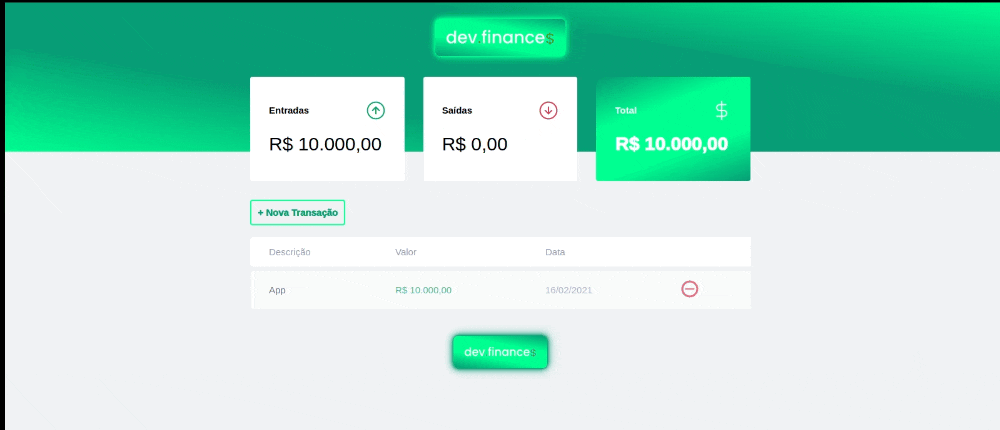 dev.finance$
Entradas
R$ 10.000,00
Saídas
R$ 0,00
Total
R$ 10.000,00
+ Nova Transação
Descrição Valor Data
App R$ 10.000,00 16/02/2021
dev.finance$